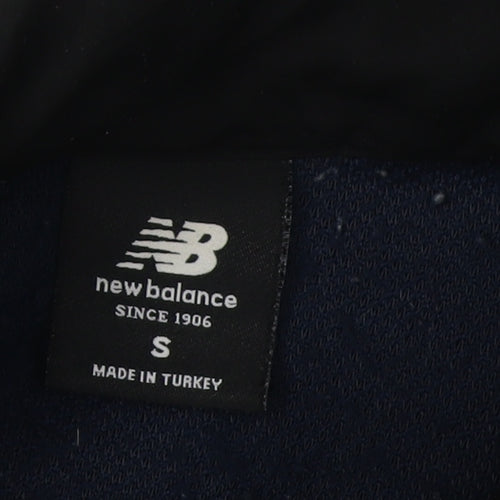 NB
new balance
SINCE 1906
S
MADE IN TURKEY